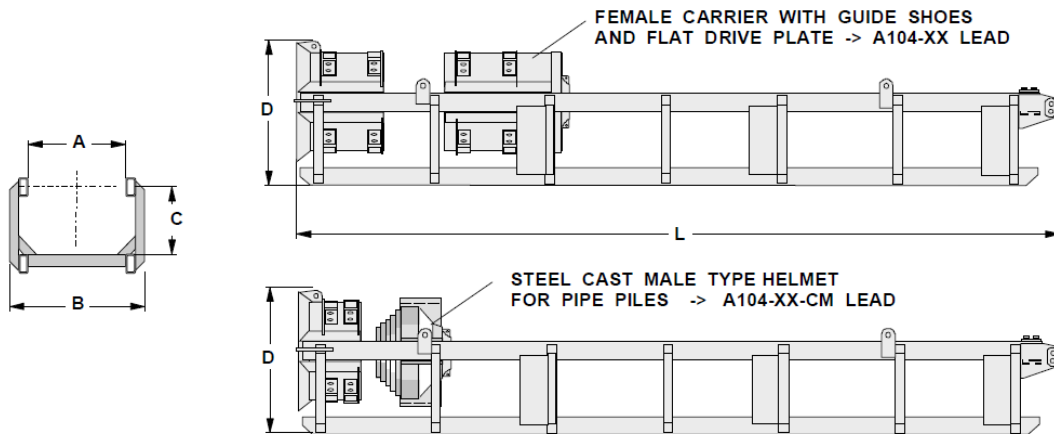 FEMALE CARRIER WITH GUIDE SHOES
AND FLAT DRIVE PLATE -> A104-XX LEAD
D
A
C
B
L
STEEL CAST MALE TYPE HELMET
FOR PIPE PILES -> A104-XX-CM LEAD
D